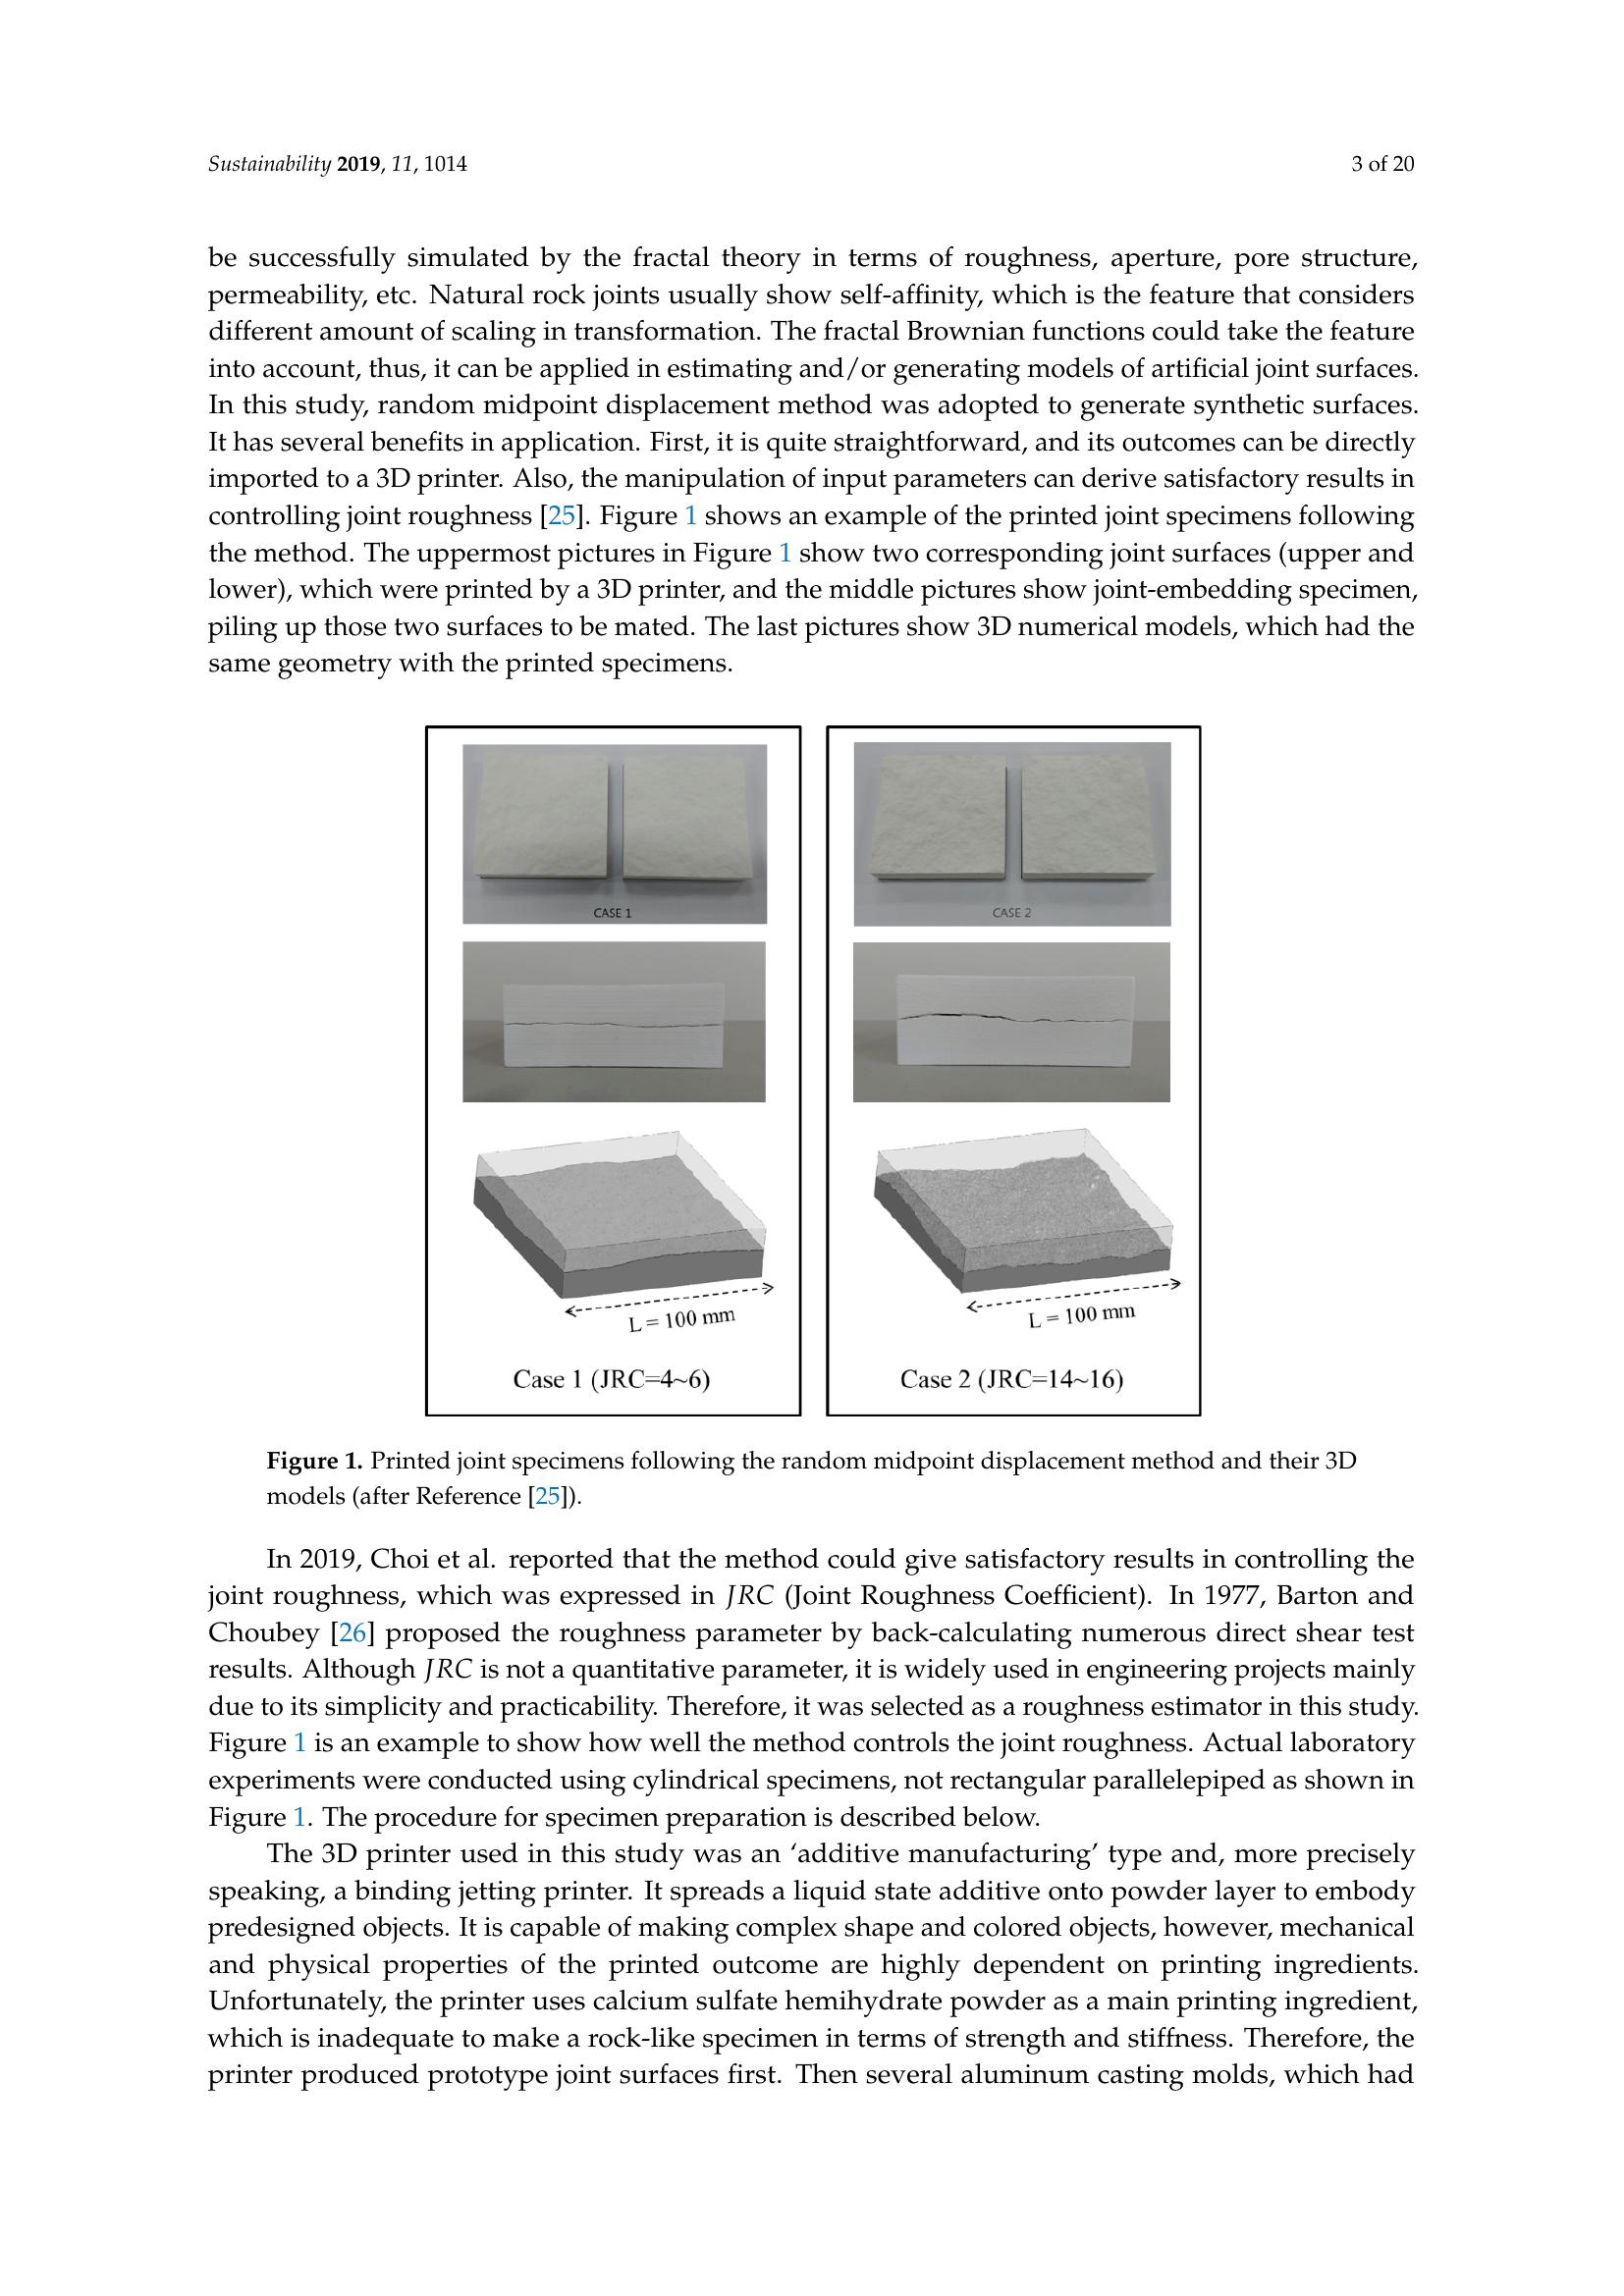 Sustainability 2019, 11, 1014
3 of 20
be successfully simulated by the fractal theory in terms of roughness, aperture, pore structure,
permeability, etc. Natural rock joints usually show self-affinity, which is the feature that considers
different amount of scaling in transformation. The fractal Brownian functions could take the feature
into account, thus, it can be applied in estimating and/or generating models of artificial joint surfaces.
In this study, random midpoint displacement method was adopted to generate synthetic surfaces.
It has several benefits in application. First, it is quite straightforward, and its outcomes can be directly
imported to a 3D printer. Also, the manipulation of input parameters can derive satisfactory results in
controlling joint roughness [25]. Figure 1 shows an example of the printed joint specimens following
the method. The uppermost pictures in Figure 1 show two corresponding joint surfaces (upper and
lower), which were printed by a 3D printer, and the middle pictures show joint-embedding specimen,
piling up those two surfaces to be mated. The last pictures show 3D numerical models, which had the
same geometry with the printed specimens.
CASE 1
CASE 2
L = 100 mm
L = 100 mm
Case 1 (JRC=4~6)
Case 2 (JRC=14~16)
Figure 1. Printed joint specimens following the random midpoint displacement method and their 3D
models (after Reference [25]).
In 2019, Choi et al. reported that the method could give satisfactory results in controlling the
joint roughness, which was expressed in JRC (Joint Roughness Coefficient). In 1977, Barton and
Choubey [26] proposed the roughness parameter by back-calculating numerous direct shear test
results. Although JRC is not a quantitative parameter, it is widely used in engineering projects mainly
due to its simplicity and practicability. Therefore, it was selected as a roughness estimator in this study.
Figure 1 is an example to show how well the method controls the joint roughness. Actual laboratory
experiments were conducted using cylindrical specimens, not rectangular parallelepiped as shown in
Figure 1. The procedure for specimen preparation is described below.
The 3D printer used in this study was an ‘additive manufacturing’ type and, more precisely
speaking, a binding jetting printer. It spreads a liquid state additive onto powder layer to embody
predesigned objects. It is capable of making complex shape and colored objects, however, mechanical
and physical properties of the printed outcome are highly dependent on printing ingredients.
Unfortunately, the printer uses calcium sulfate hemihydrate powder as a main printing ingredient,
which is inadequate to make a rock-like specimen in terms of strength and stiffness. Therefore, the
printer produced prototype joint surfaces first. Then several aluminum casting molds, which had